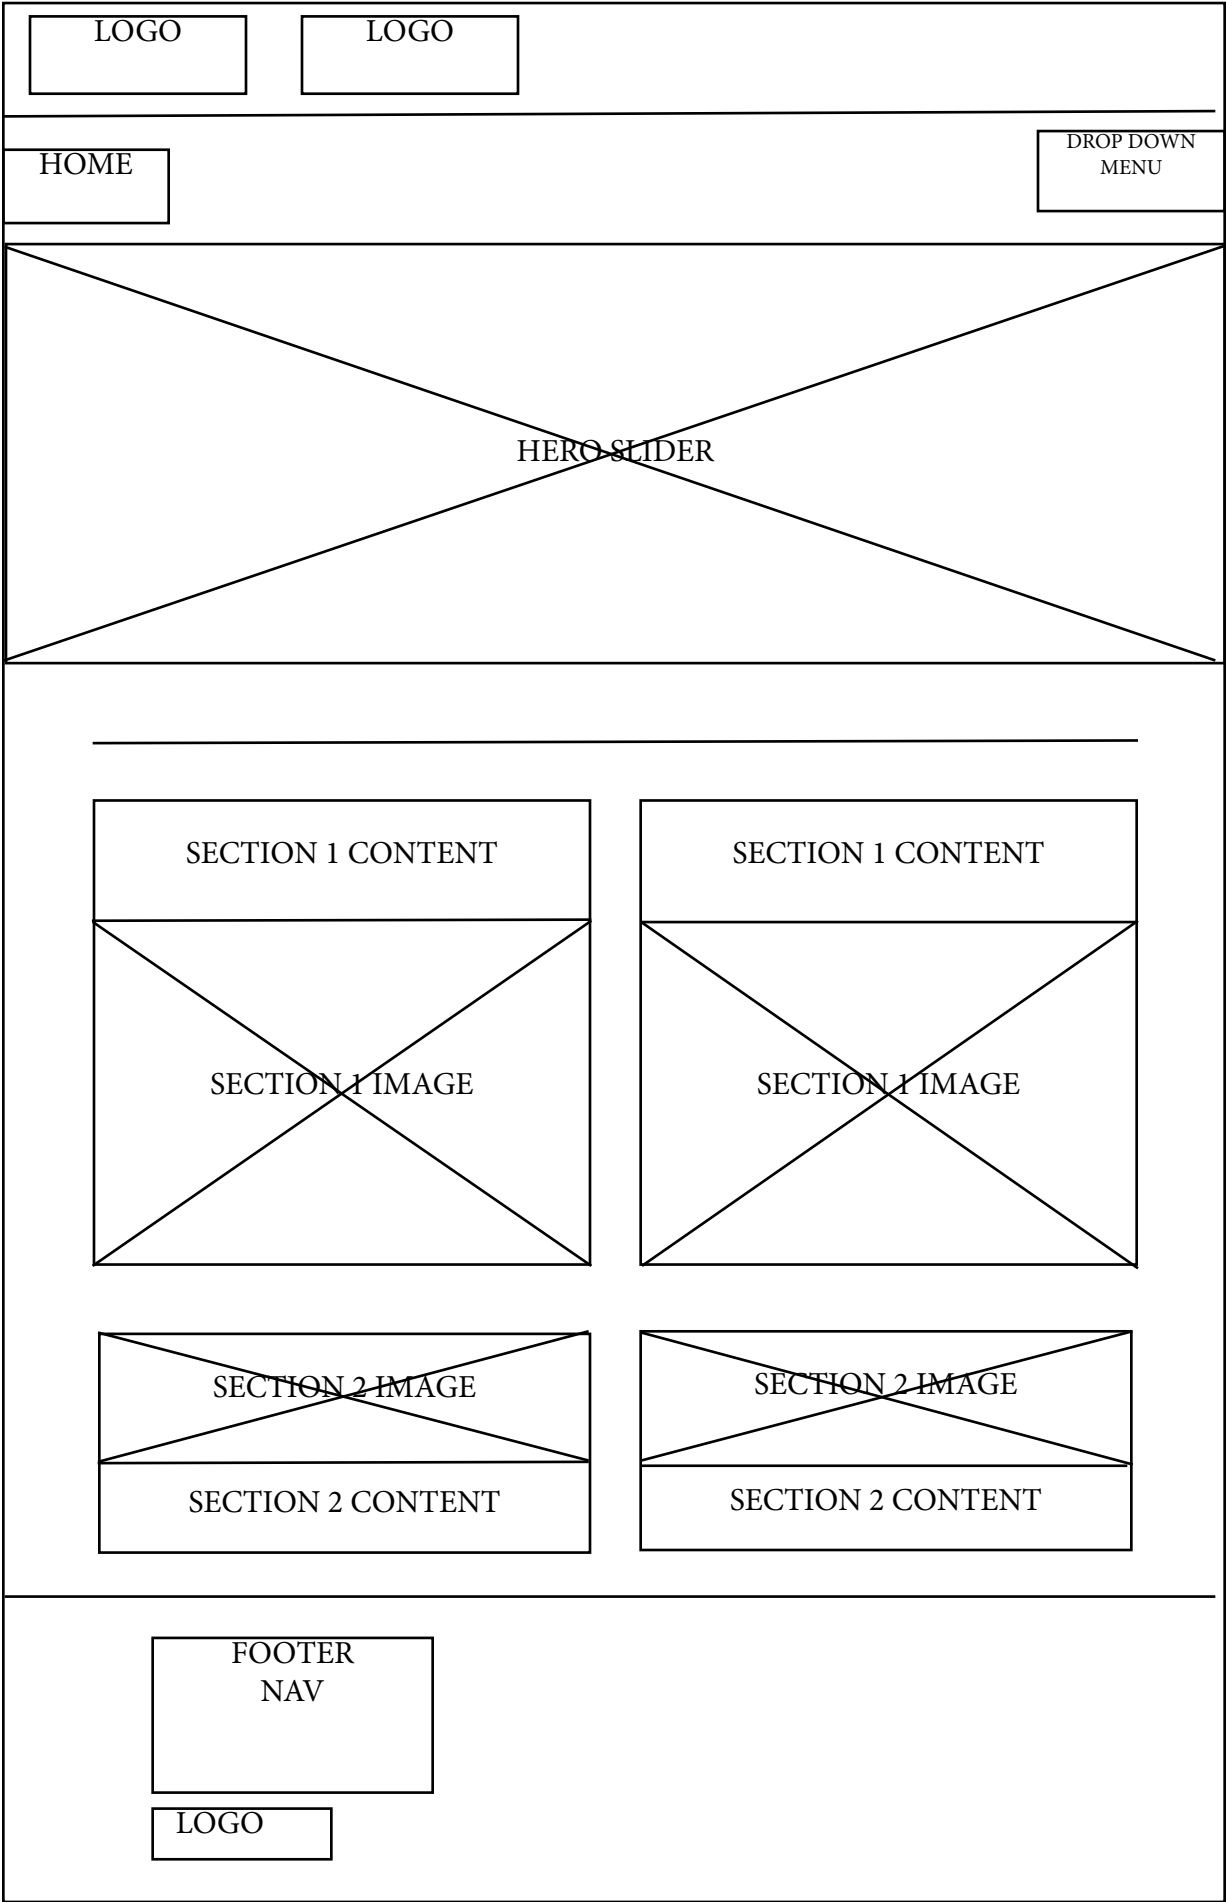 LOGO
LOGO
HOME
DROP DOWN
MENU
HERO SLIDER
SECTION 1 CONTENT
SECTION 1 CONTENT
SECTION 1 IMAGE
SECTION 1 IMAGE
SECTION 2 IMAGE
SECTION 2 IMAGE
SECTION 2 CONTENT
SECTION 2 CONTENT
FOOTER
NAV
LOGO